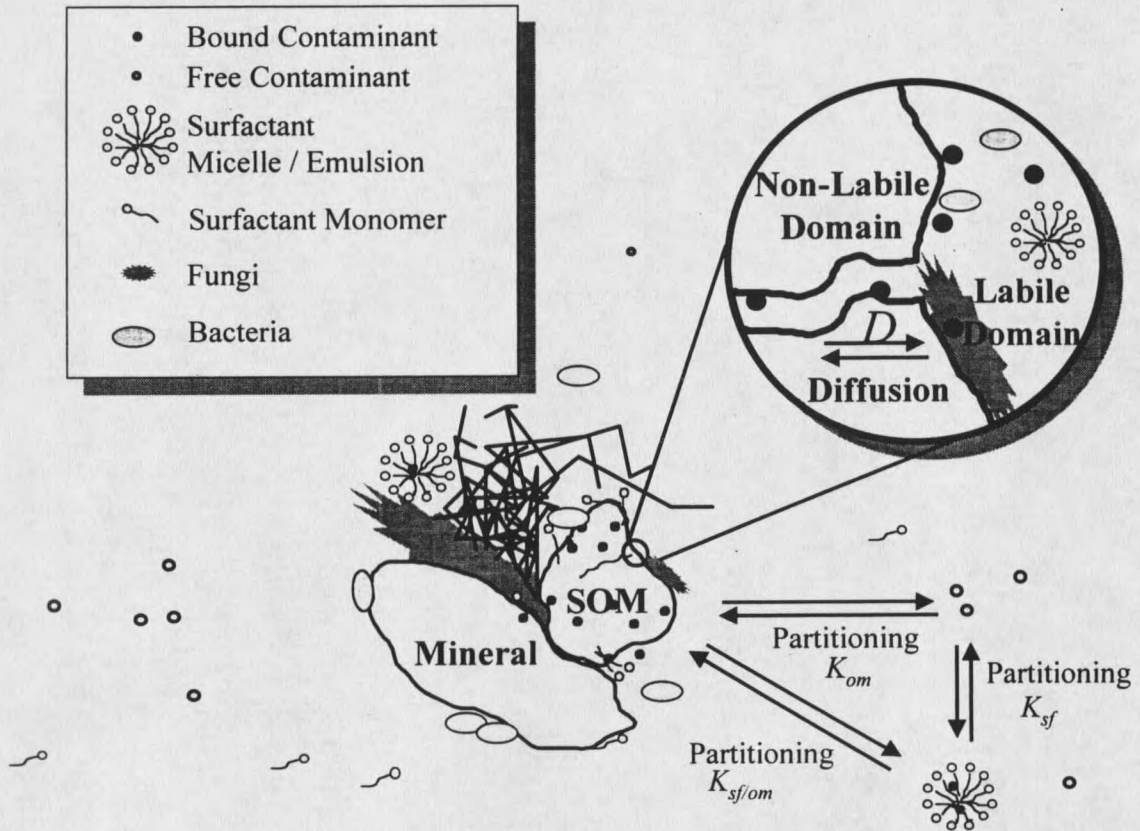 Bound Contaminant
Free Contaminant
Surfactant
Micelle / Emulsion
Surfactant Monomer
Fungi
Bacteria
Non-Labile
Domain
Labile
Domain
D
Diffusion
SOM
Mineral
Partitioning
K_om
Partitioning
K_sf
Partitioning
K_sf/om